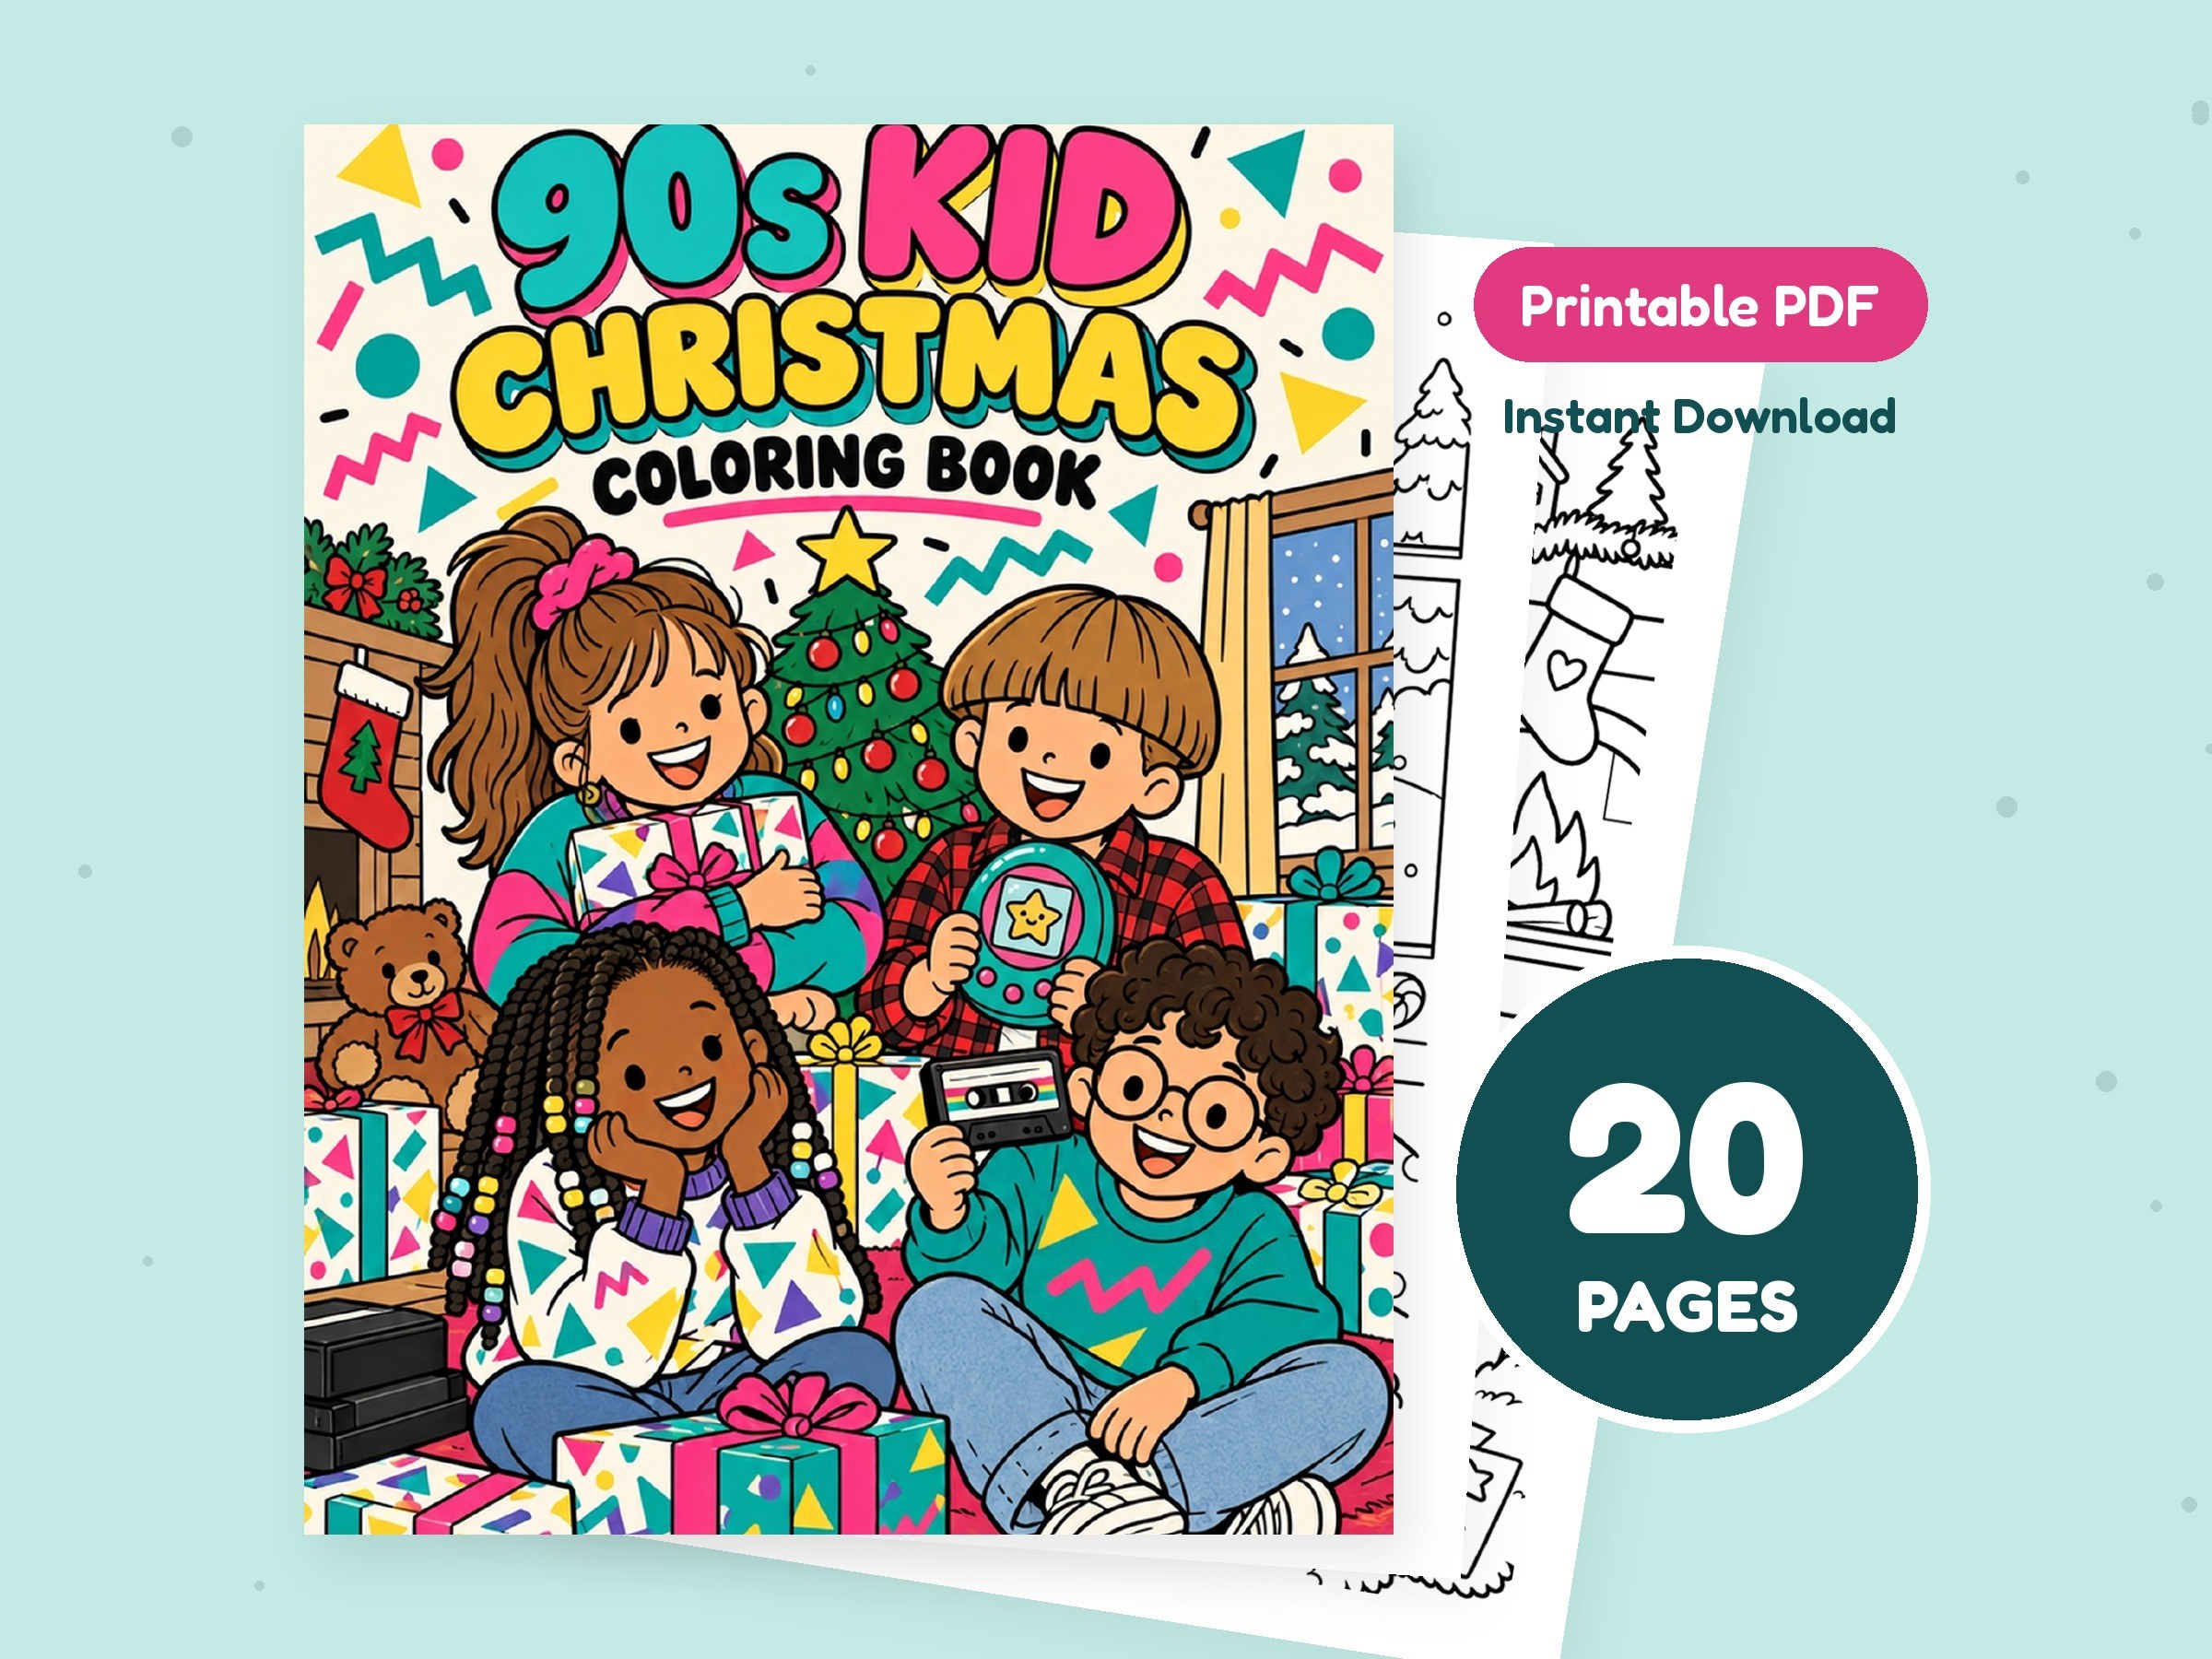 90s KID
CHRISTMAS
COLORING BOOK
Printable PDF
Instant Download
20
PAGES